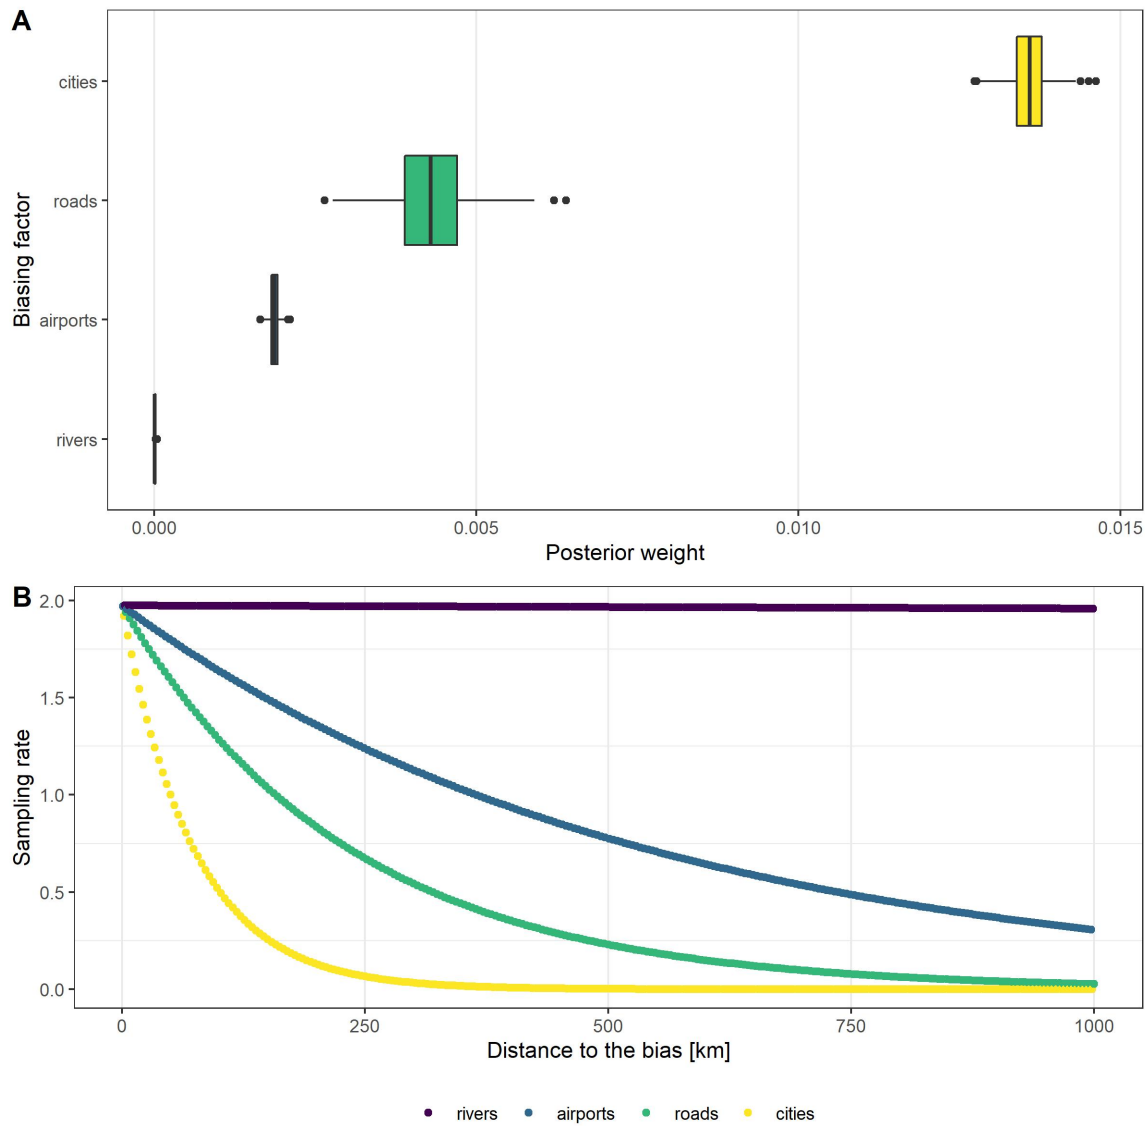 A
Biasing factor
cities
roads
airports
rivers
0.000 0.005 0.010 0.015
Posterior weight
B
Sampling rate
2.0
1.5
1.0
0.5
0.0
0 250 500 750 1000
Distance to the bias [km]
rivers airports roads cities